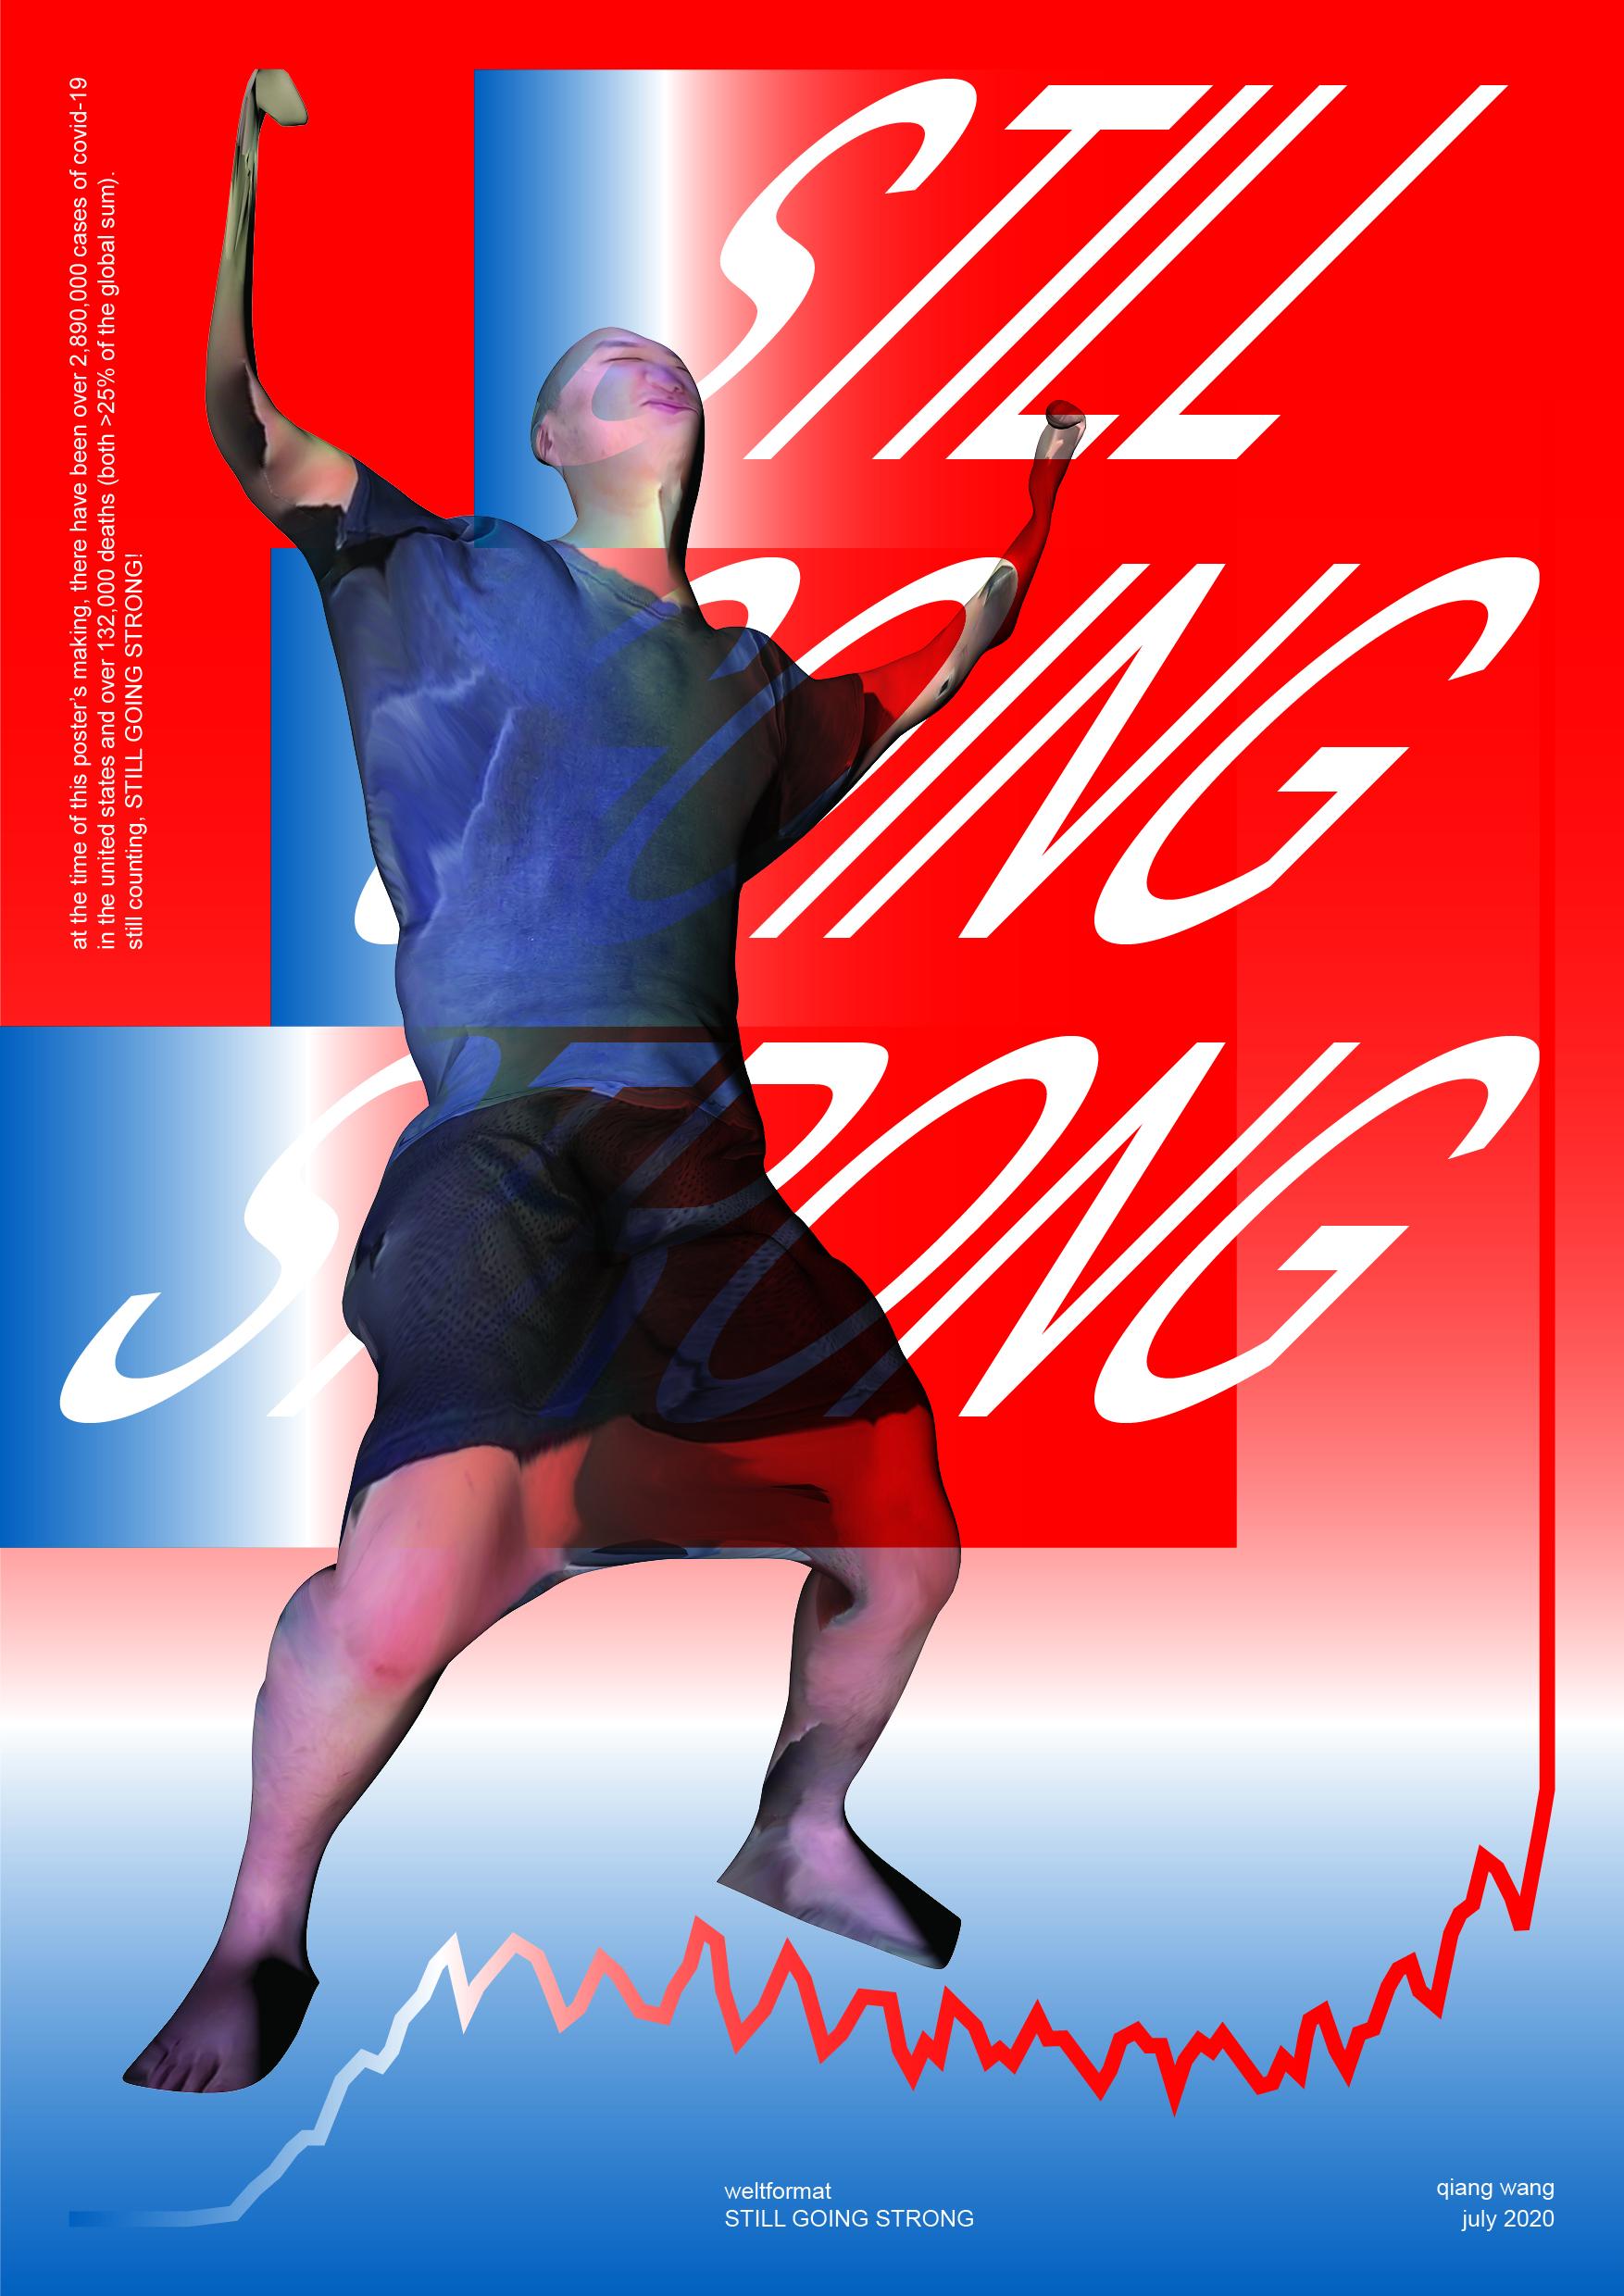 STILL
GOING
STRONG
at the time of this poster's making, there have been over 2,890,000 cases of covid-19
in the united states and over 132,000 deaths (both >25% of the global sum).
still counting, STILL GOING STRONG!
weltformat
STILL GOING STRONG
qiang wang
july 2020